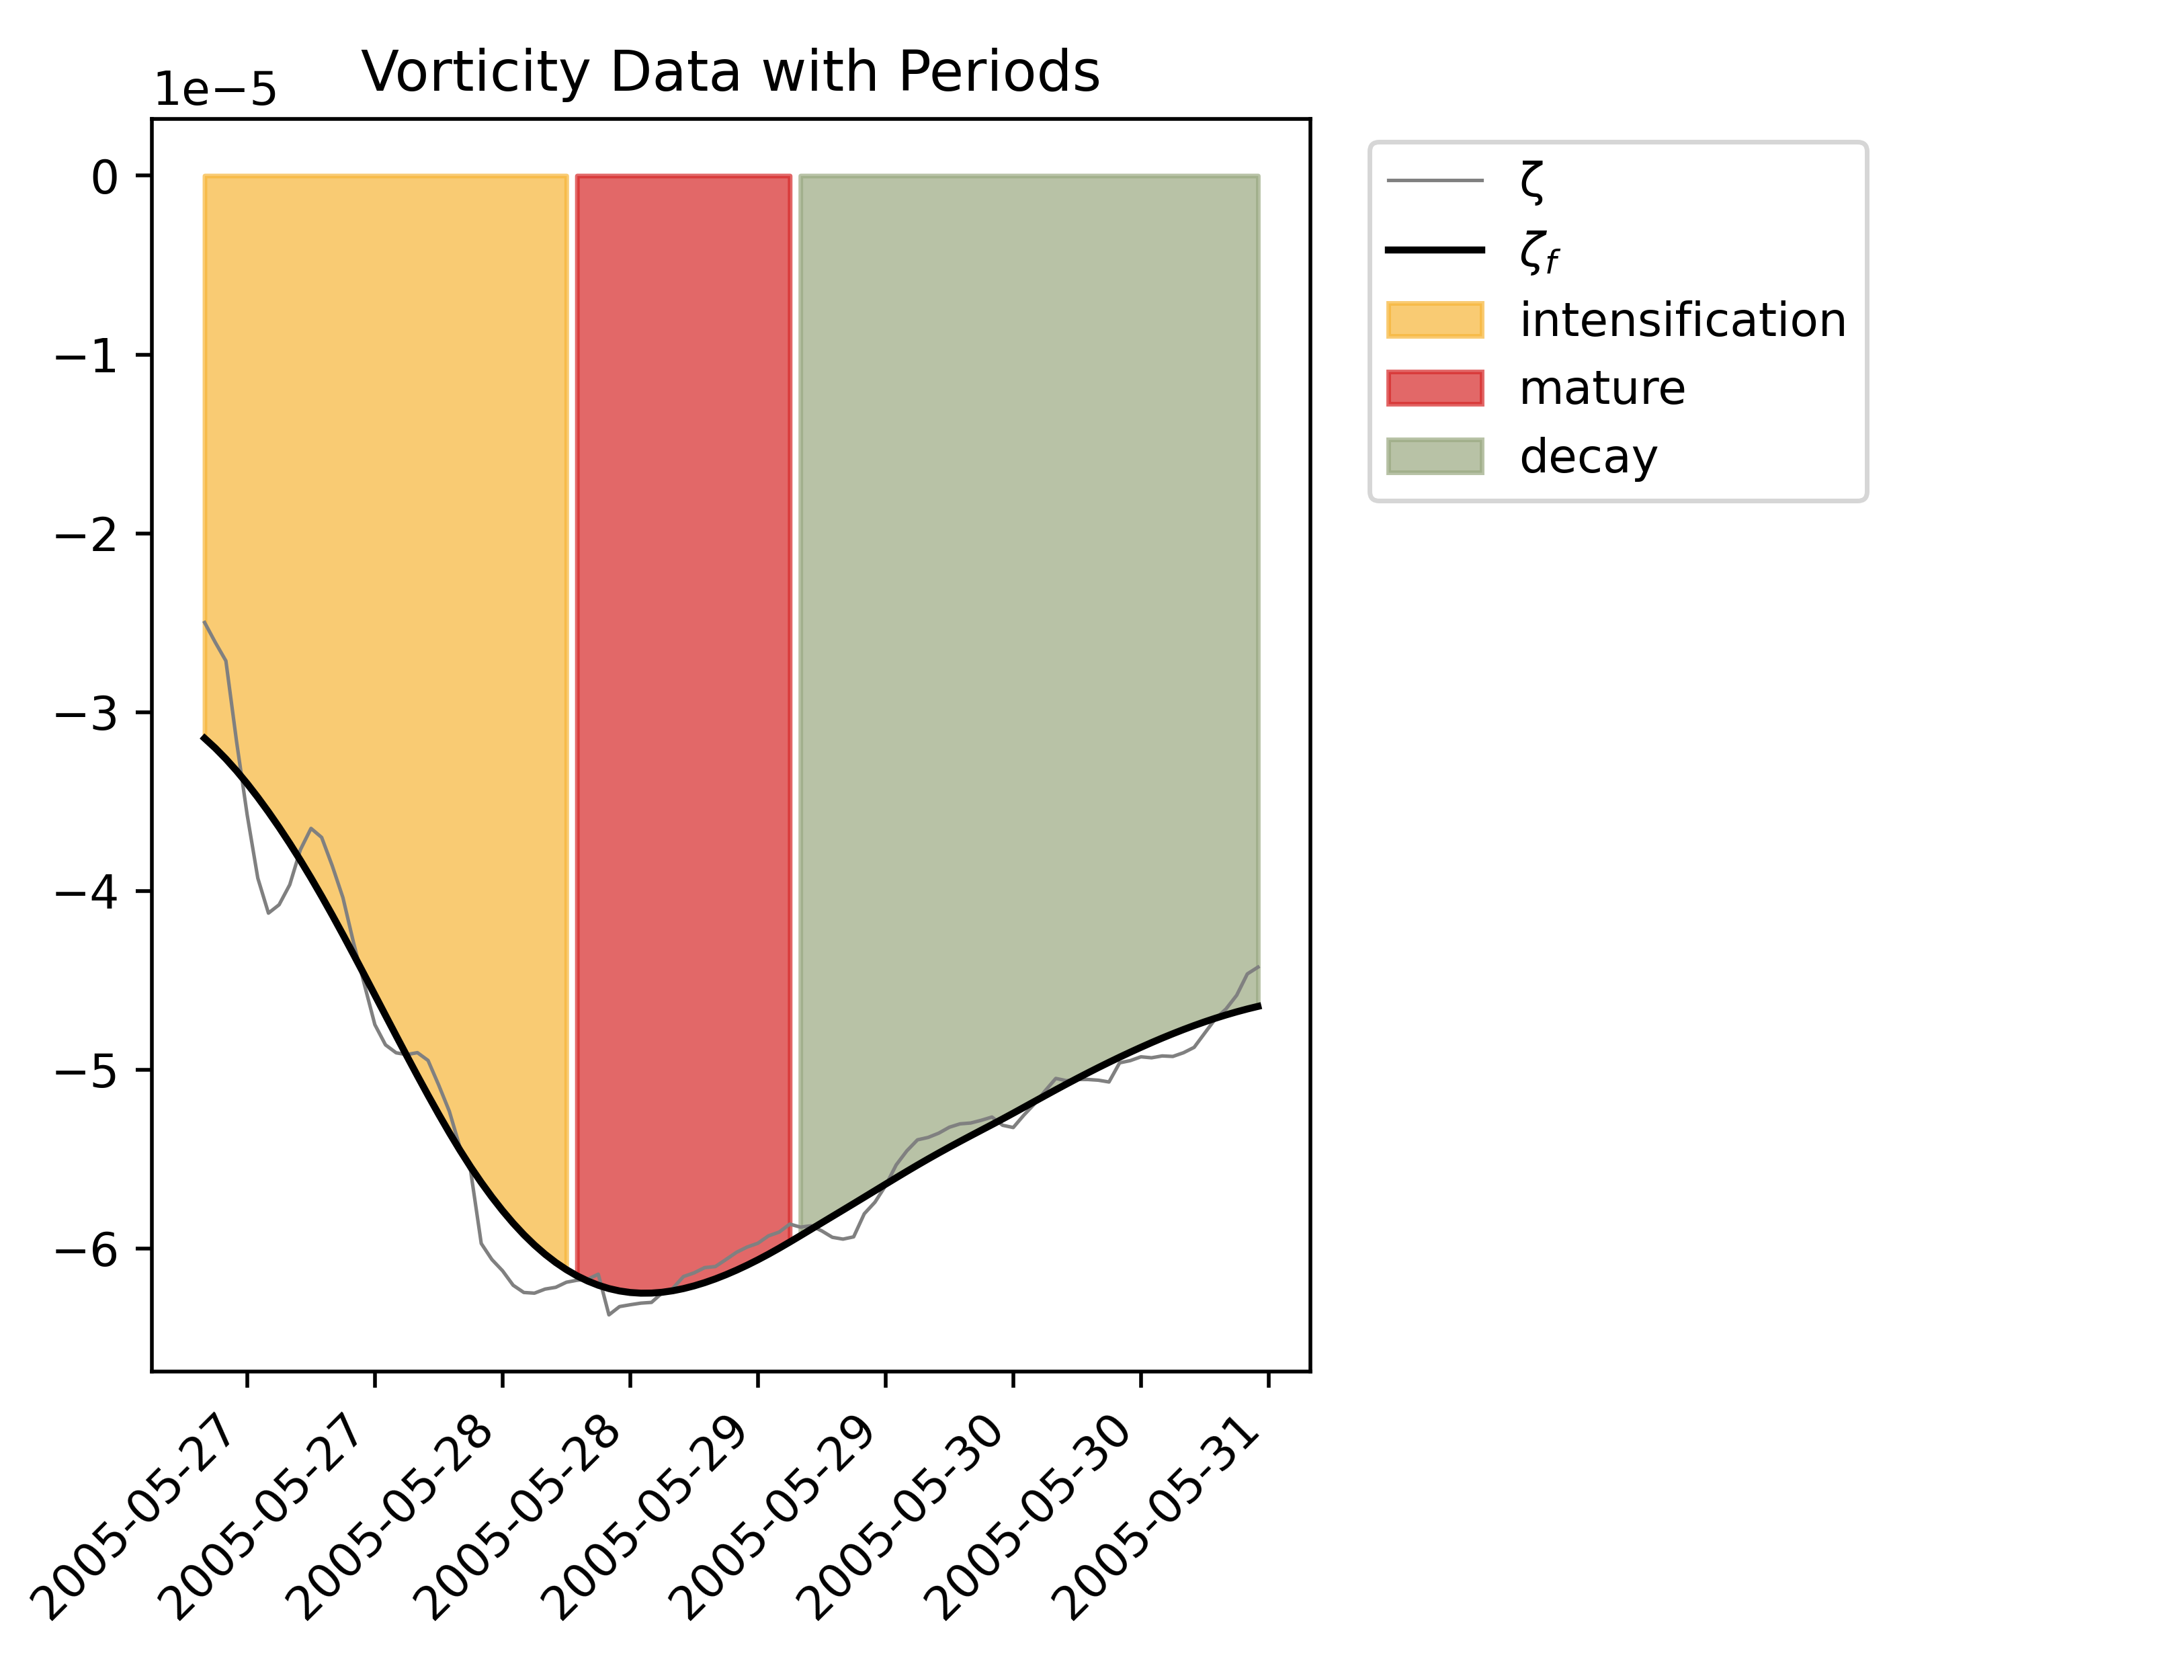 Vorticity Data with Periods
1e−5
0
−1
−2
−3
−4
−5
−6
2005-05-27
2005-05-27
2005-05-28
2005-05-28
2005-05-29
2005-05-29
2005-05-30
2005-05-30
2005-05-31
ζ
ζf
intensification
mature
decay